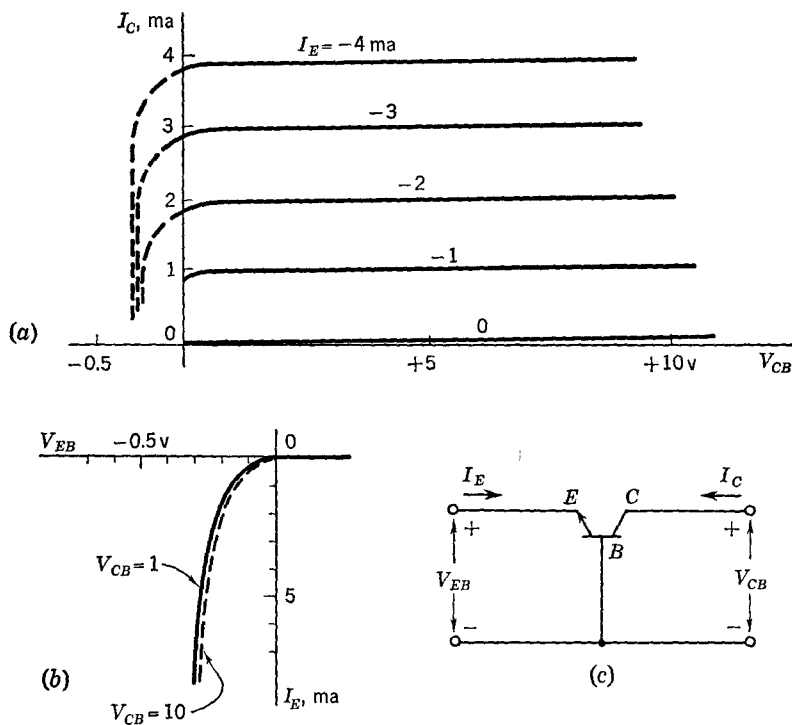 I_C, ma
4
I_E = −4 ma
3
−3
2
−2
1
−1
0
0
(a)
−0.5
0
+5
+10 v
V_CB
V_EB
−0.5 v
0
V_CB = 1
5
(b)
V_CB = 10
I_E, ma
I_E
I_C
E
C
+
+
B
V_EB
V_CB
−
−
(c)